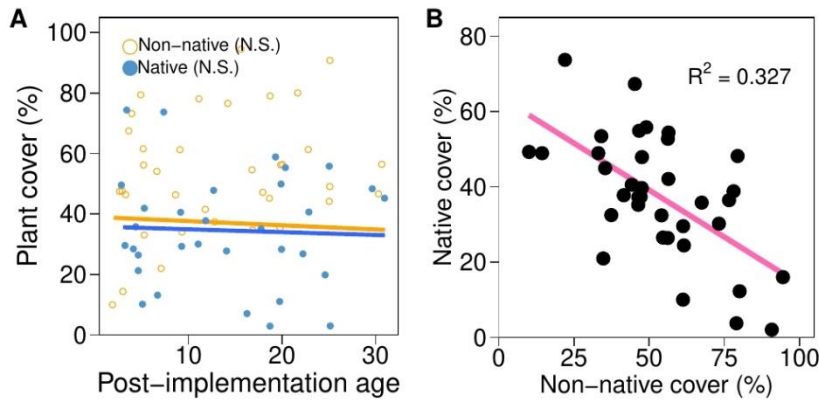 A
Plant cover (%)
100
80
60
40
20
0
Non−native (N.S.)
Native (N.S.)
10
20
30
Post−implementation age
B
Native cover (%)
80
60
40
20
0
R² = 0.327
0
25
50
75
100
Non−native cover (%)